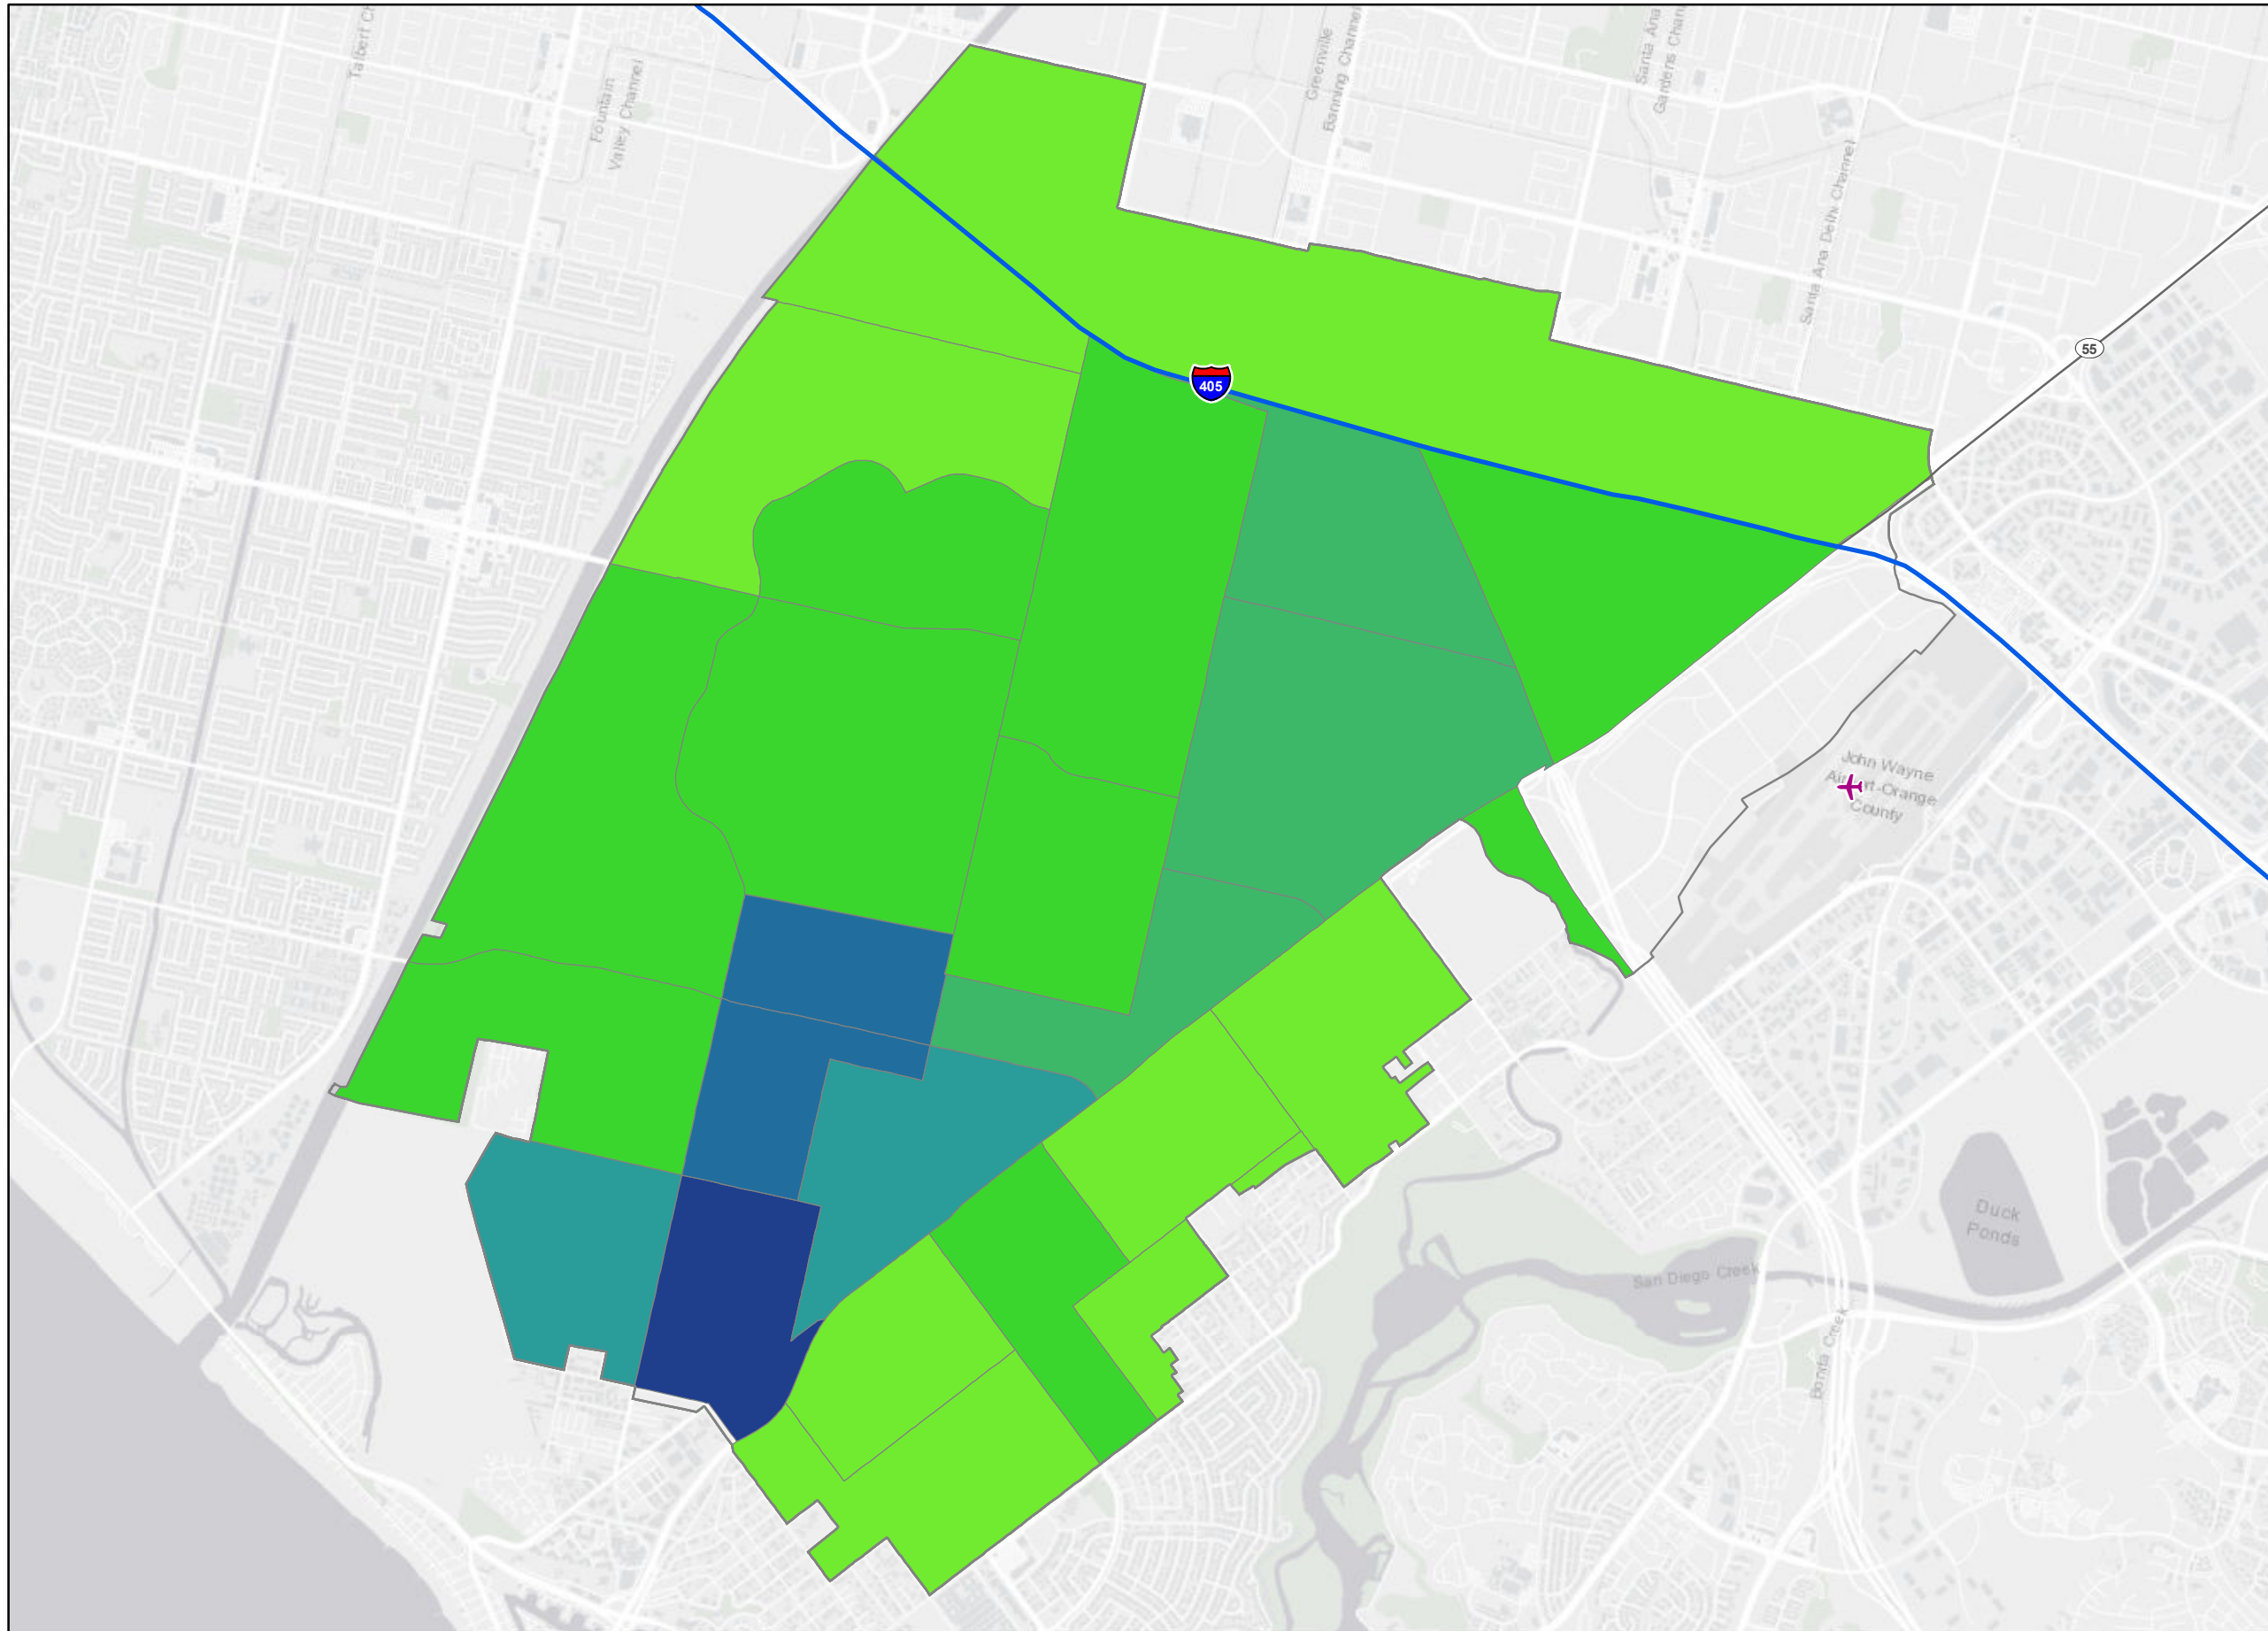 Talbert C
Fountain
Valley Channel
Greenville
Banning Channel
Santa Ana
Gardens Chan
Santa Ana Delhi Channel
55
405
John Wayne
Airport-Orange
County
Duck
Ponds
San Diego Creek
Bonita Creek